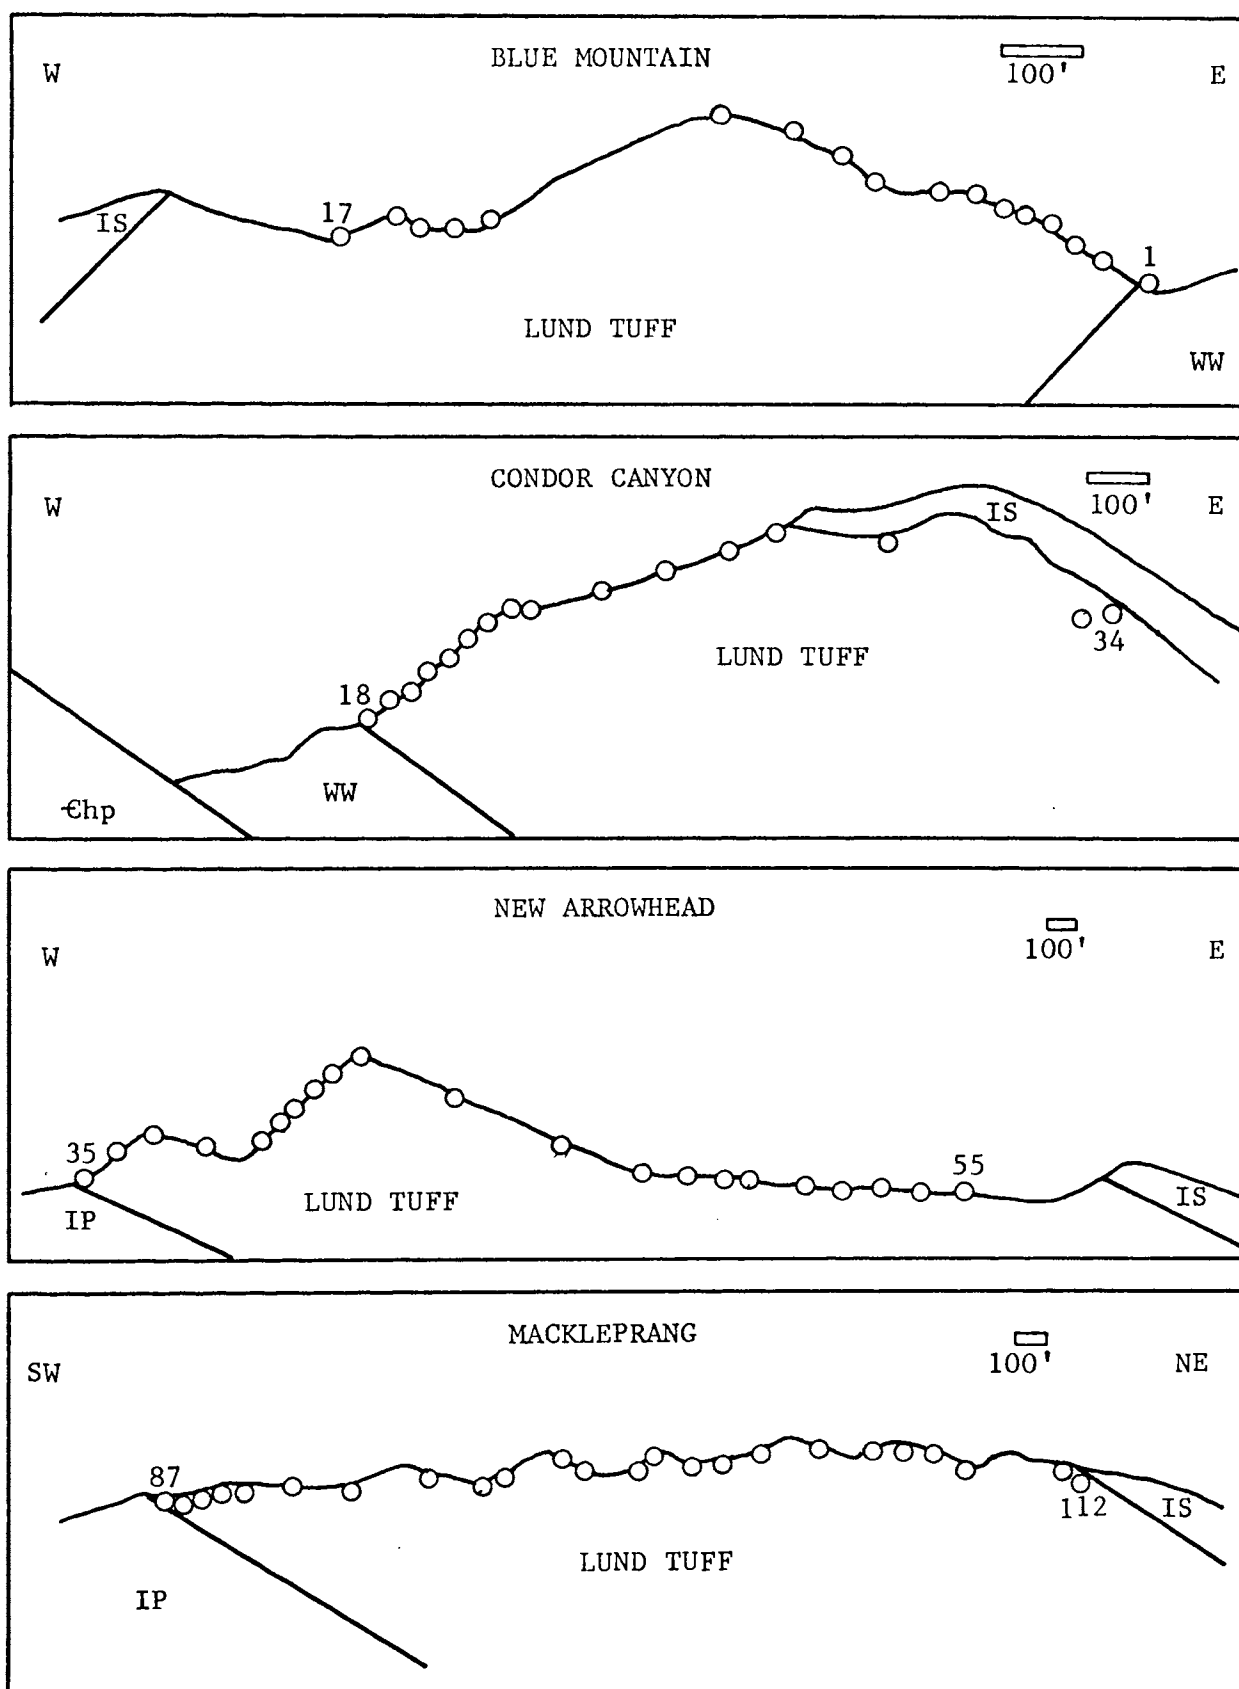 BLUE MOUNTAIN
W
100'
E
IS
17
1
LUND TUFF
WW
CONDOR CANYON
W
100'
E
IS
LUND TUFF
34
18
WW
Єhp
NEW ARROWHEAD
W
100'
E
35
55
IP
LUND TUFF
IS
MACKLEPRANG
SW
100'
NE
87
112
IS
LUND TUFF
IP